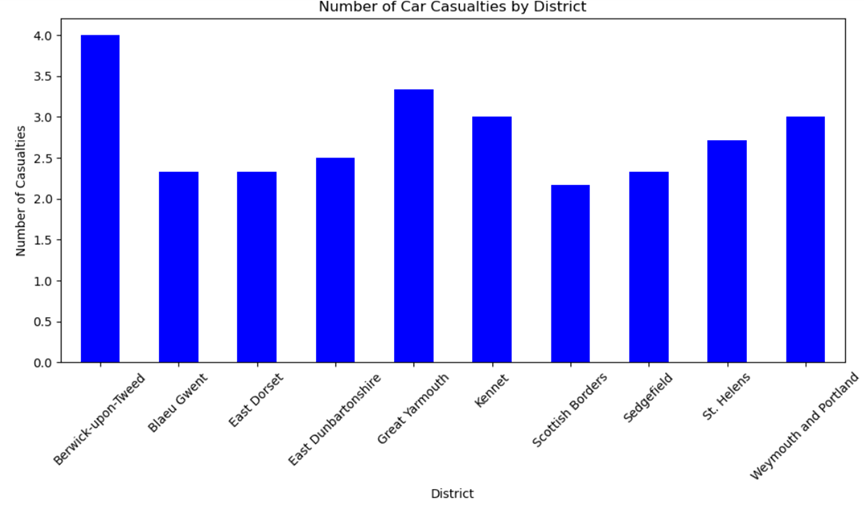 Number of Car Casualties by District
Number of Casualties
4.0
3.5
3.0
2.5
2.0
1.5
1.0
0.5
0.0
Berwick-upon-Tweed
Blaeu Gwent
East Dorset
East Dunbartonshire
Great Yarmouth
Kennet
Scottish Borders
Sedgefield
St. Helens
Weymouth and Portland
District